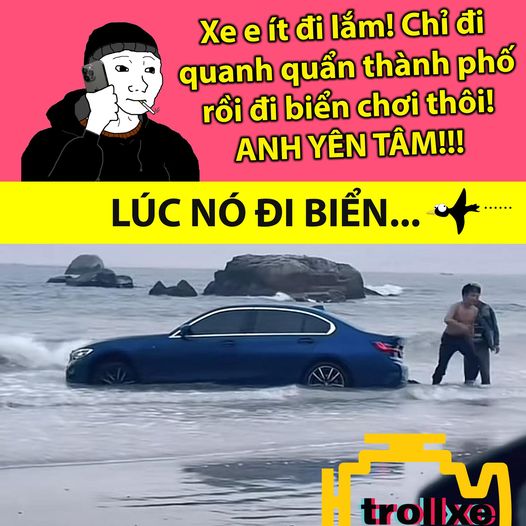 Xe e ít đi lắm! Chỉ đi
quanh quẩn thành phố
rồi đi biển chơi thôi!
ANH YÊN TÂM!!!
LÚC NÓ ĐI BIỂN...
trollxe